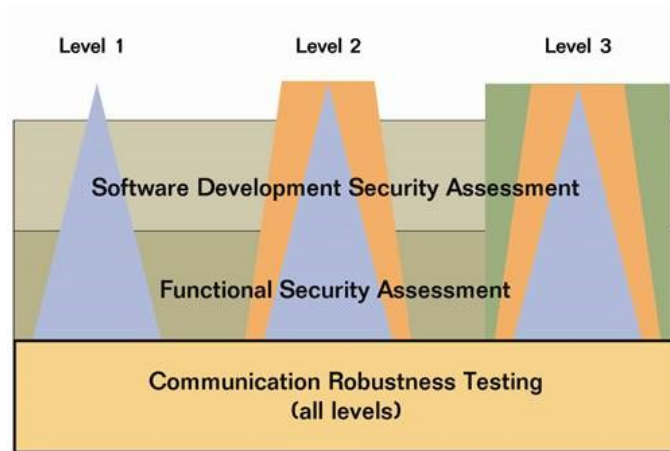 Level 1
Level 2
Level 3
Software Development Security Assessment
Functional Security Assessment
Communication Robustness Testing
(all levels)